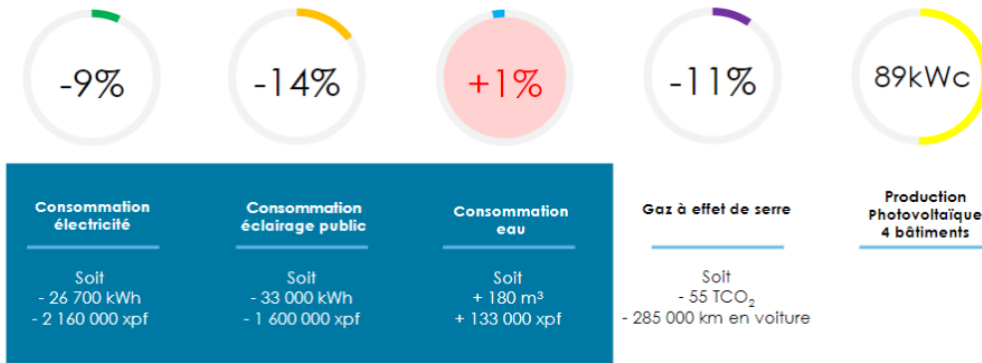 -9%
-14%
+1%
-11%
89kWc
Consommation
électricité
Soit
- 26 700 kWh
- 2 160 000 xpf
Consommation
éclairage public
Soit
- 33 000 kWh
- 1 600 000 xpf
Consommation
eau
Soit
+ 180 m³
+ 133 000 xpf
Gaz à effet de serre
Soit
- 55 TCO₂
- 285 000 km en voiture
Production
Photovoltaïque
4 bâtiments